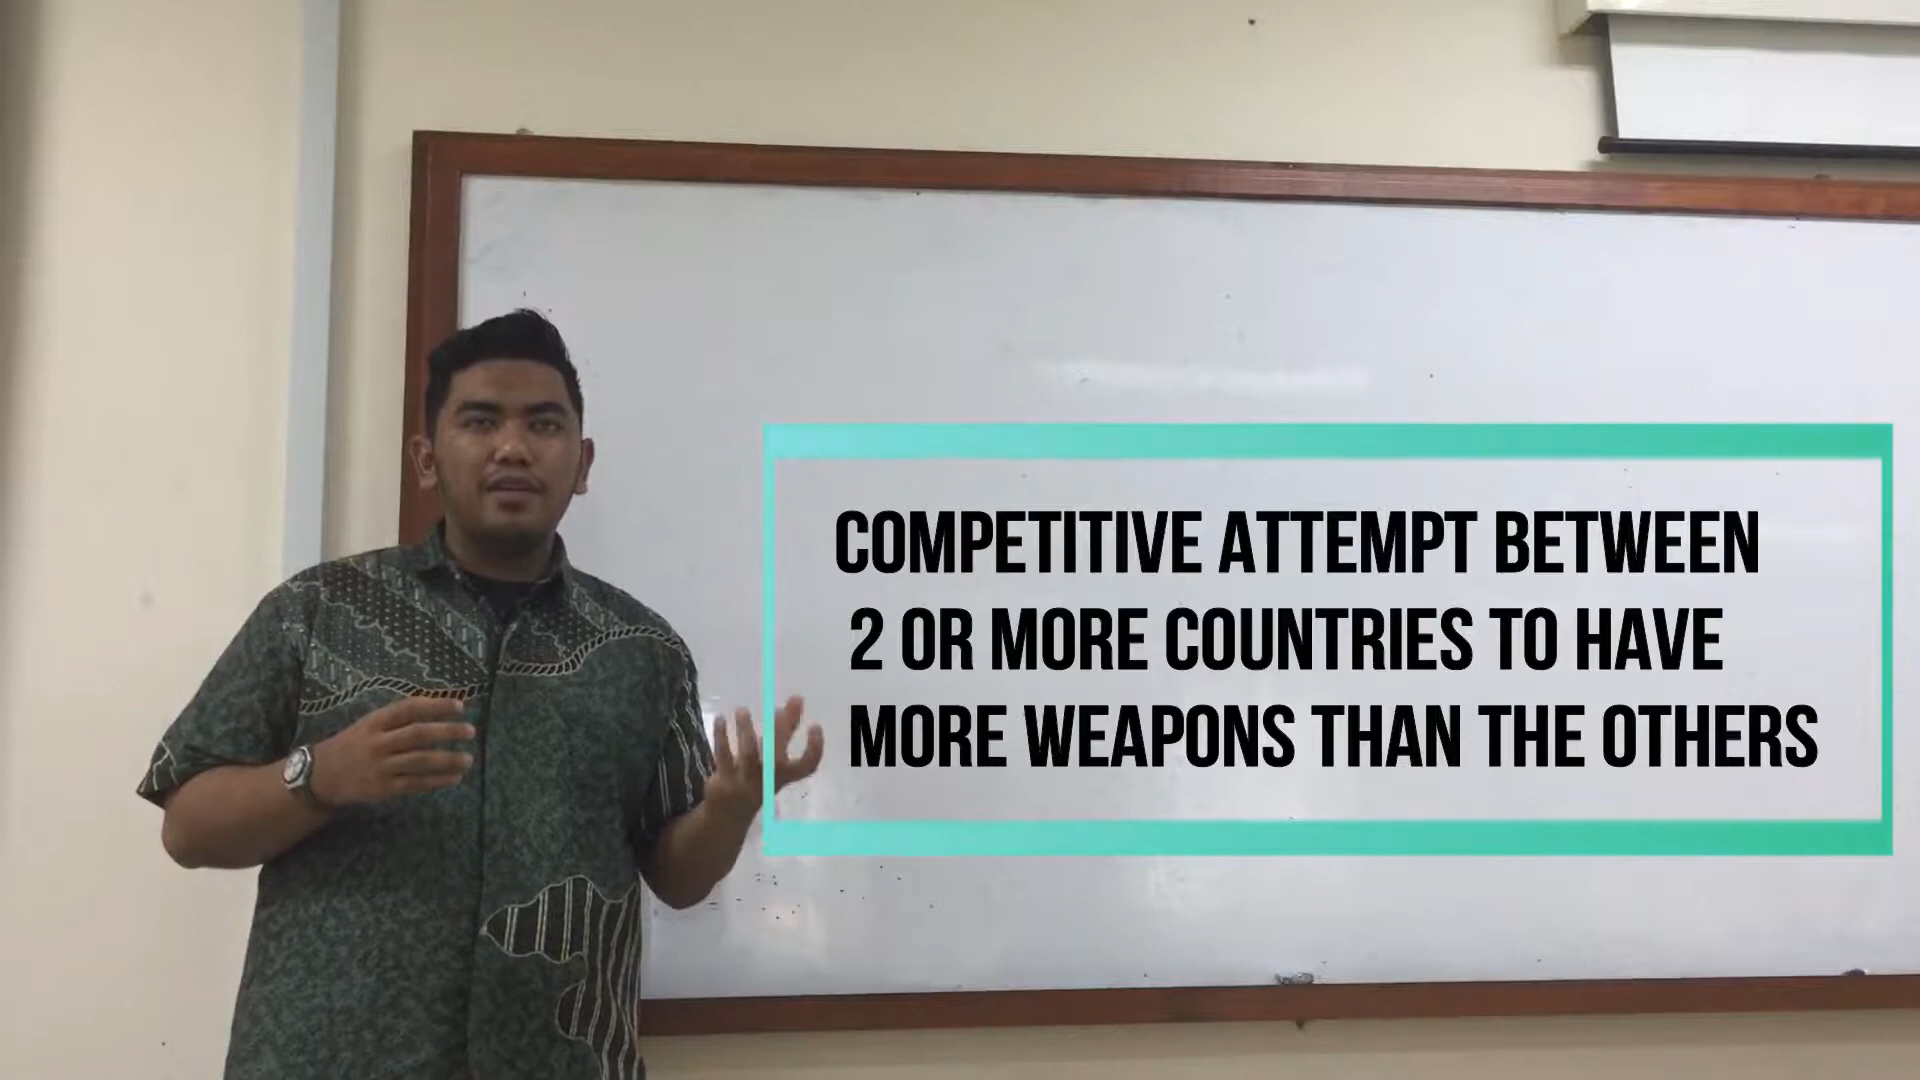 COMPETITIVE ATTEMPT BETWEEN
2 OR MORE COUNTRIES TO HAVE
MORE WEAPONS THAN THE OTHERS